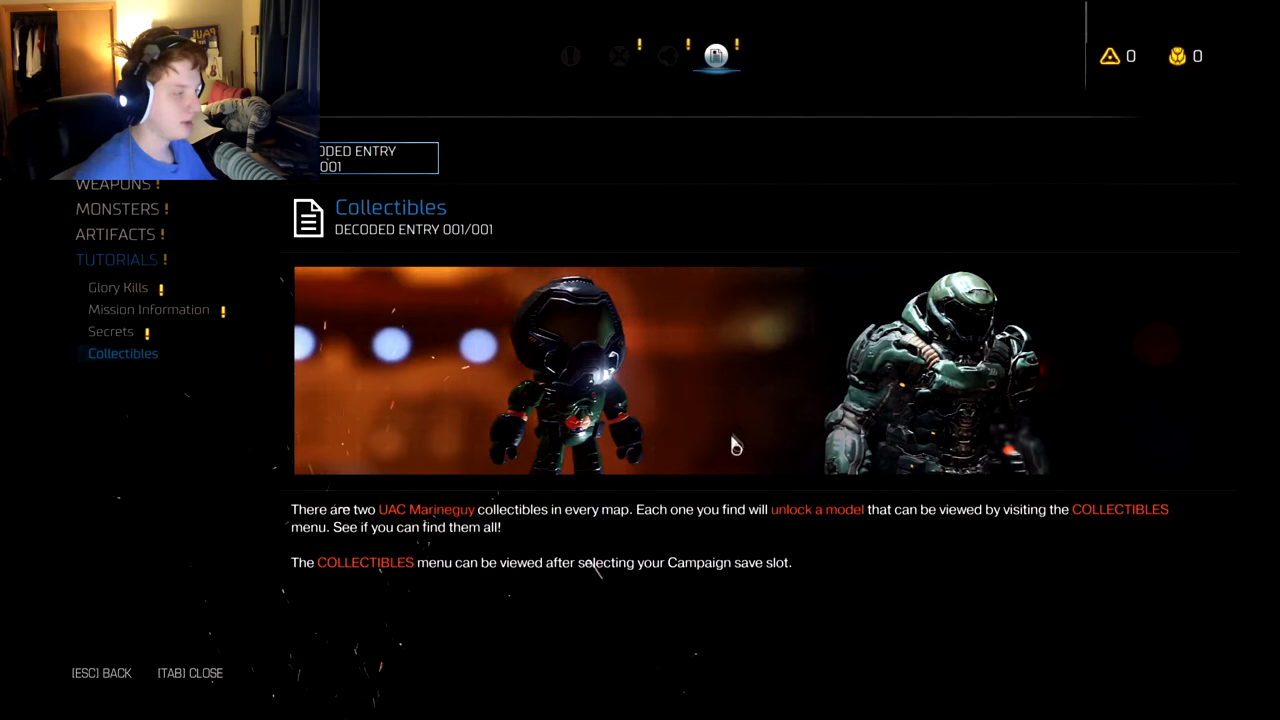 0 0
DED ENTRY
001
WEAPONS !
MONSTERS !
ARTIFACTS !
TUTORIALS !
Glory Kills !
Mission Information !
Secrets !
Collectibles
Collectibles
DECODED ENTRY 001/001
There are two UAC Marineguy collectibles in every map. Each one you find will unlock a model that can be viewed by visiting the COLLECTIBLES
menu. See if you can find them all!
The COLLECTIBLES menu can be viewed after selecting your Campaign save slot.
[ESC] BACK [TAB] CLOSE